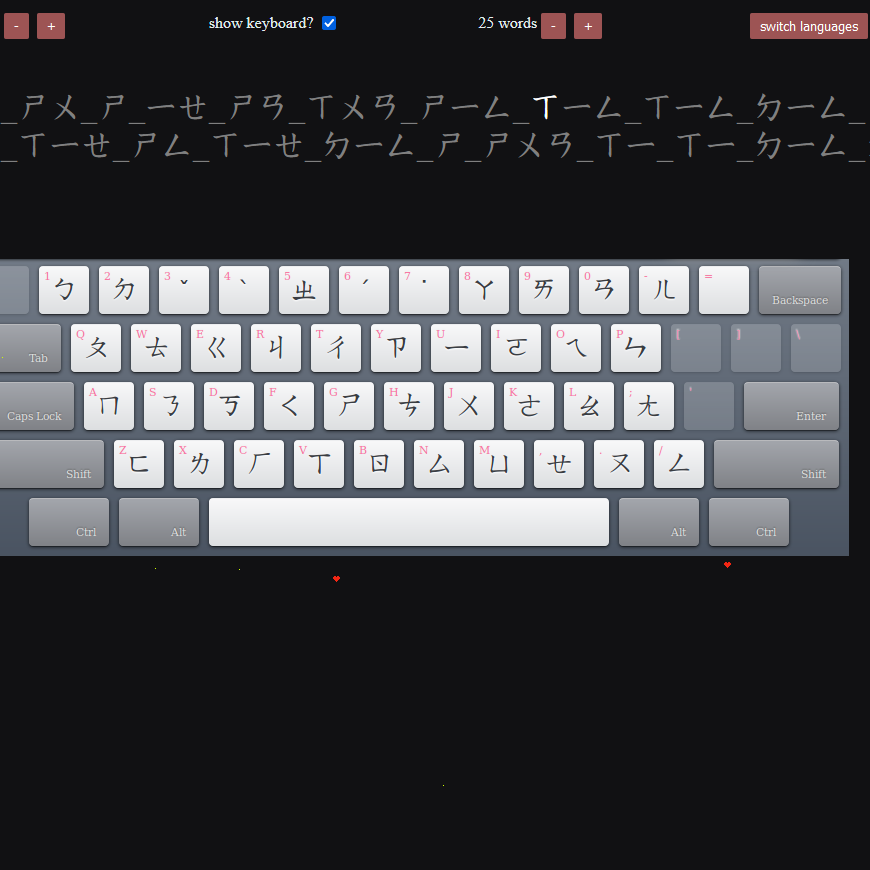 - + show keyboard? 25 words - + switch languages
_ㄕㄨ_ㄕ_ㄧㄝ_ㄕㄢ_ㄒㄨㄢ_ㄕㄧㄥ_ㄒㄧㄥ_ㄒㄧㄥ_ㄉㄧㄥ_
_ㄒㄧㄝ_ㄕㄥ_ㄒㄧㄝ_ㄉㄧㄥ_ㄕ_ㄕㄨㄢ_ㄒㄧ_ㄒㄧ_ㄉㄧㄥ_
1 ㄅ 2 ㄉ 3 ˇ 4 ˋ 5 ㄓ 6 ˊ 7 ˙ 8 ㄚ 9 ㄞ 0 ㄢ - ㄦ = Backspace
Tab Q ㄆ W ㄊ E ㄍ R ㄐ T ㄔ Y ㄗ U ㄧ I ㄛ O ㄟ P ㄣ [ ] \
Caps Lock A ㄇ S ㄋ D ㄎ F ㄑ G ㄕ H ㄘ J ㄨ K ㄜ L ㄠ ; ㄤ ' Enter
Shift Z ㄈ X ㄌ C ㄏ V ㄒ B ㄖ N ㄙ M ㄩ , ㄝ . ㄡ / ㄥ Shift
Ctrl Alt Alt Ctrl